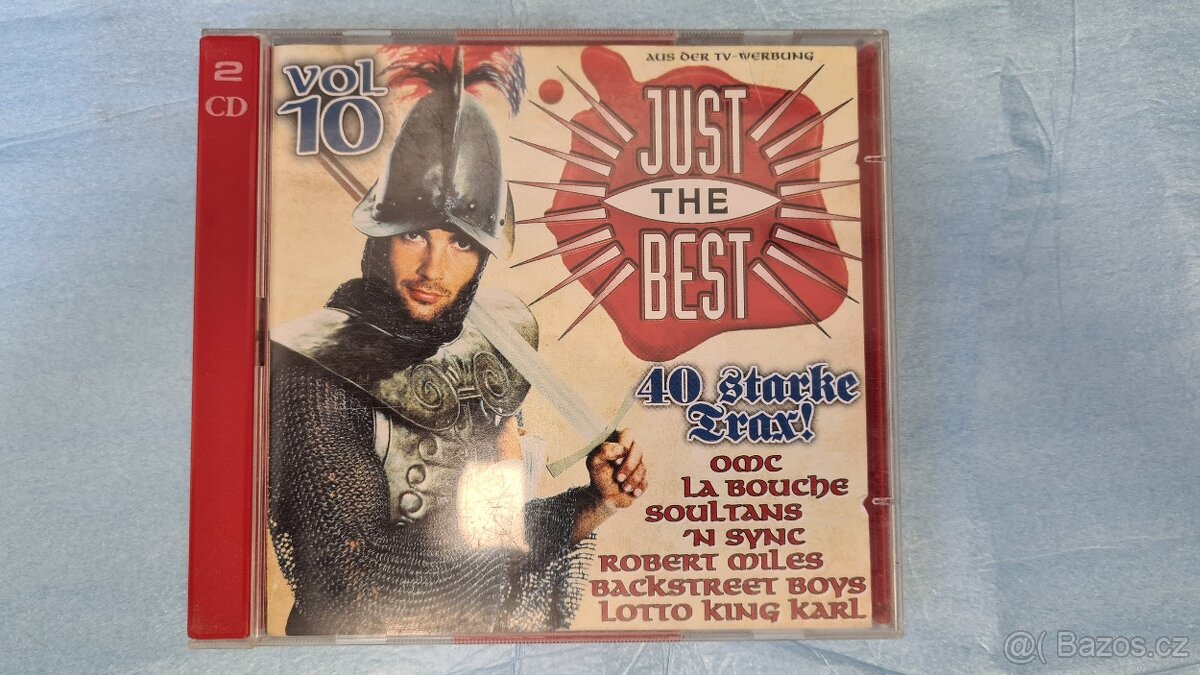 2
CD
Vol
10
AUS DER TV-WERBUNG
JUST
THE
BEST
40 starke
Trax!
OMC
LA BOUCHE
SOULTANS
'N SYNC
ROBERT MILES
BACKSTREET BOYS
LOTTO KING KARL
@( Bazos.cz